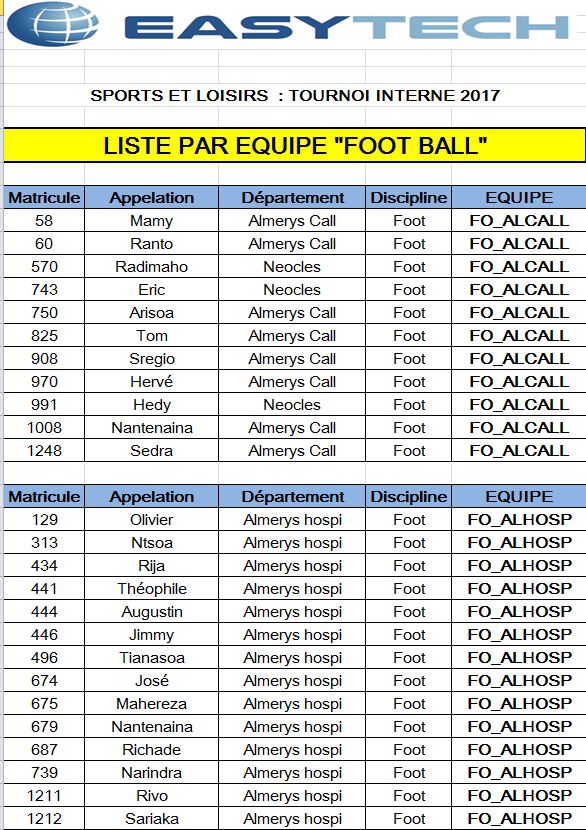 EASYTECH
SPORTS ET LOISIRS : TOURNOI INTERNE 2017
LISTE PAR EQUIPE "FOOT BALL"
Matricule Appelation Département Discipline EQUIPE
58 Mamy Almerys Call Foot FO_ALCALL
60 Ranto Almerys Call Foot FO_ALCALL
570 Radimaho Neocles Foot FO_ALCALL
743 Eric Neocles Foot FO_ALCALL
750 Arisoa Almerys Call Foot FO_ALCALL
825 Tom Almerys Call Foot FO_ALCALL
908 Sregio Almerys Call Foot FO_ALCALL
970 Hervé Almerys Call Foot FO_ALCALL
991 Hedy Neocles Foot FO_ALCALL
1008 Nantenaina Almerys Call Foot FO_ALCALL
1248 Sedra Almerys Call Foot FO_ALCALL
Matricule Appelation Département Discipline EQUIPE
129 Olivier Almerys hospi Foot FO_ALHOSP
313 Ntsoa Almerys hospi Foot FO_ALHOSP
434 Rija Almerys hospi Foot FO_ALHOSP
441 Théophile Almerys hospi Foot FO_ALHOSP
444 Augustin Almerys hospi Foot FO_ALHOSP
446 Jimmy Almerys hospi Foot FO_ALHOSP
496 Tianasoa Almerys hospi Foot FO_ALHOSP
674 José Almerys hospi Foot FO_ALHOSP
675 Mahereza Almerys hospi Foot FO_ALHOSP
679 Nantenaina Almerys hospi Foot FO_ALHOSP
687 Richade Almerys hospi Foot FO_ALHOSP
739 Narindra Almerys hospi Foot FO_ALHOSP
1211 Rivo Almerys hospi Foot FO_ALHOSP
1212 Sariaka Almerys hospi Foot FO_ALHOSP